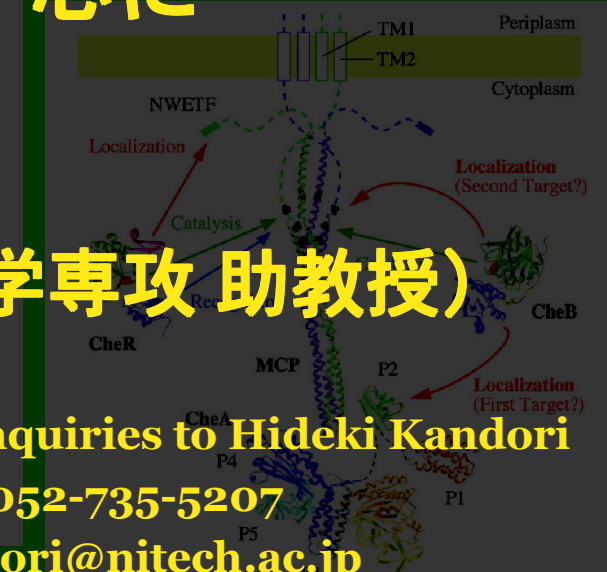 応化
TM1
Periplasm
TM2
Cytoplasm
NWETF
Localization
Localization
(Second Target?)
Catalysis
学専攻 助教授）
CheB
CheR
MCP
P2
Localization
(First Target?)
CheA
nquiries to Hideki Kandori
P4
052-735-5207
P1
P5
ori@nitech.ac.jp